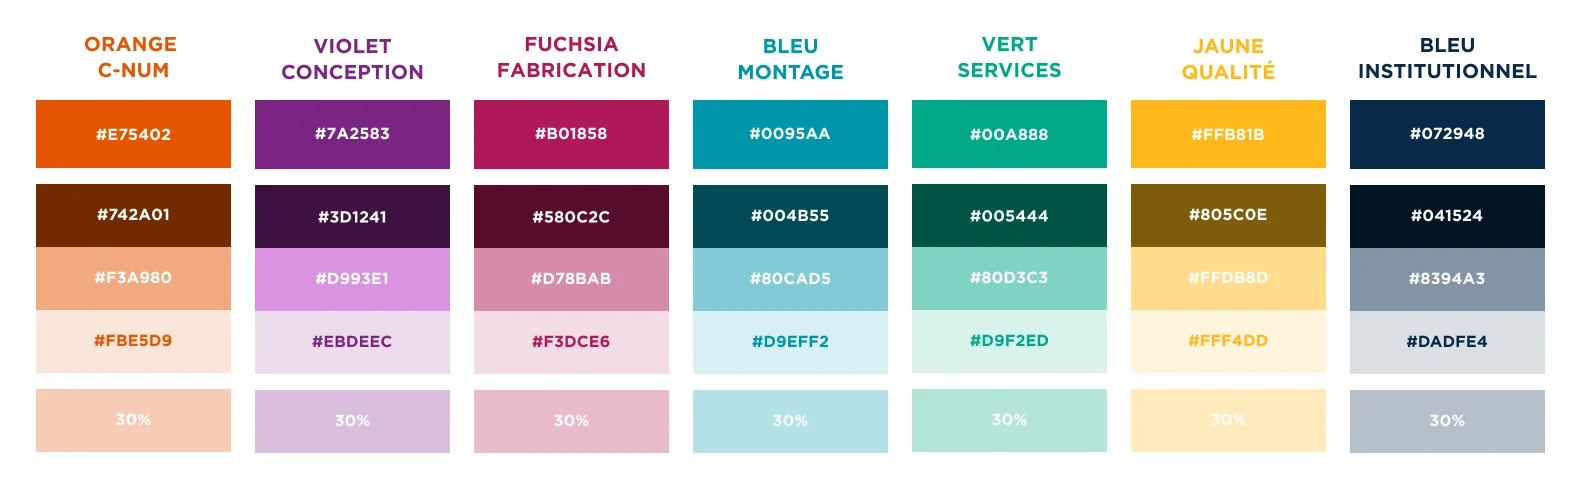 ORANGE
C-NUM
#E75402
#742A01
#F3A980
#FBE5D9
30%
VIOLET
CONCEPTION
#7A2583
#3D1241
#D993E1
#EBDEEC
30%
FUCHSIA
FABRICATION
#B01858
#580C2C
#D78BAB
#F3DCE6
30%
BLEU
MONTAGE
#0095AA
#004B55
#80CAD5
#D9EFF2
30%
VERT
SERVICES
#00A888
#005444
#80D3C3
#D9F2ED
30%
JAUNE
QUALITÉ
#FFB81B
#805C0E
#FFDB8D
#FFF4DD
30%
BLEU
INSTITUTIONNEL
#072948
#041524
#8394A3
#DADFE4
30%